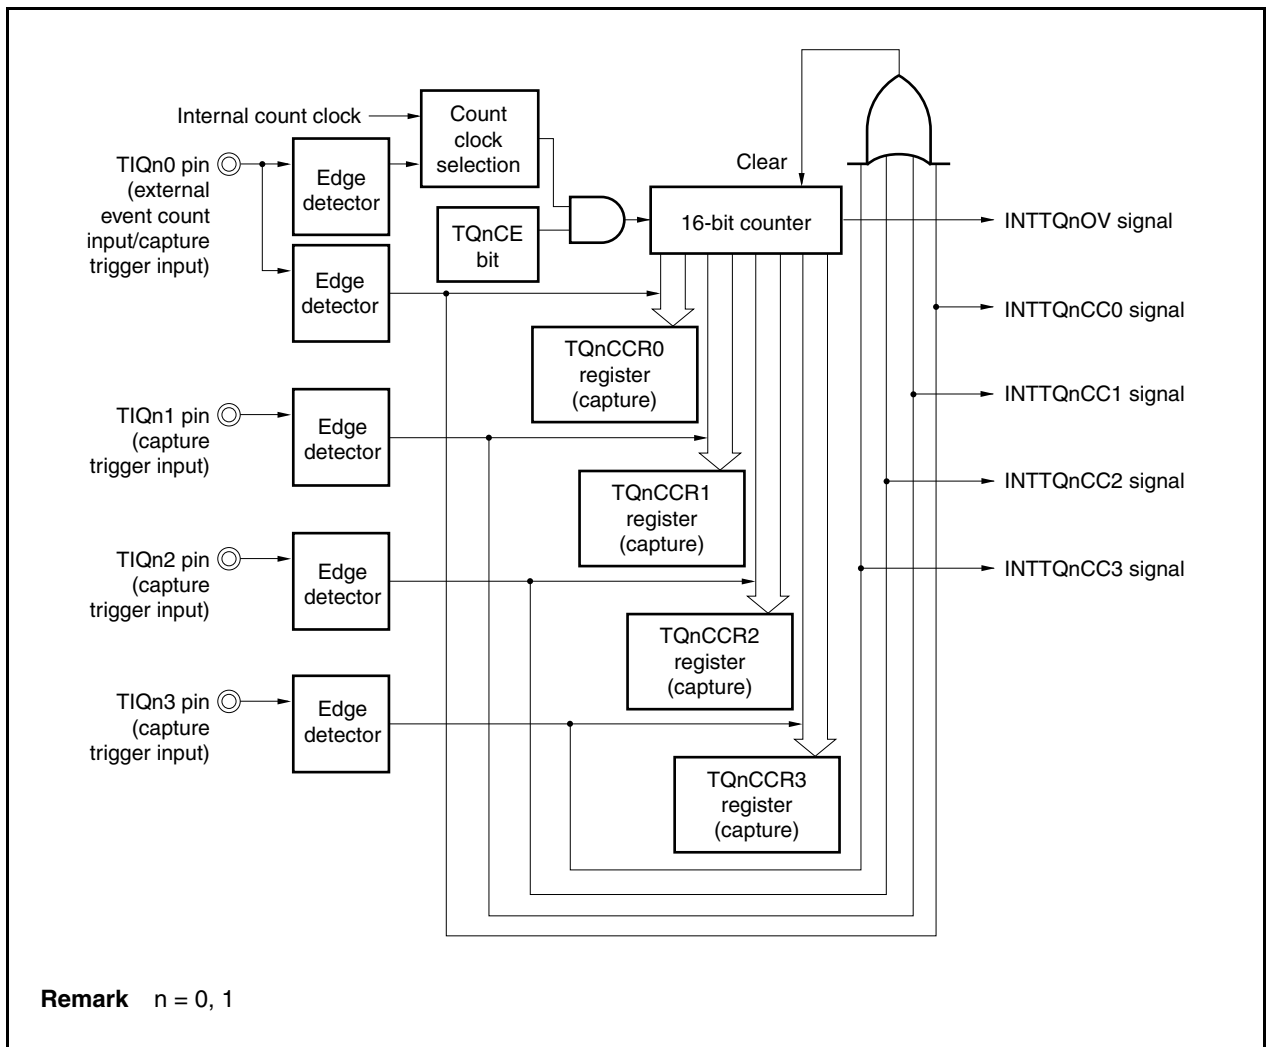 Internal count clock
Count
clock
selection
TIQn0 pin
(external
event count
input/capture
trigger input)
Edge
detector
Clear
TQnCE
bit
16-bit counter
INTTQnOV signal
Edge
detector
INTTQnCC0 signal
TQnCCR0
register
(capture)
INTTQnCC1 signal
TIQn1 pin
(capture
trigger input)
Edge
detector
INTTQnCC2 signal
TQnCCR1
register
(capture)
TIQn2 pin
(capture
trigger input)
Edge
detector
INTTQnCC3 signal
TQnCCR2
register
(capture)
TIQn3 pin
(capture
trigger input)
Edge
detector
TQnCCR3
register
(capture)
Remark n = 0, 1